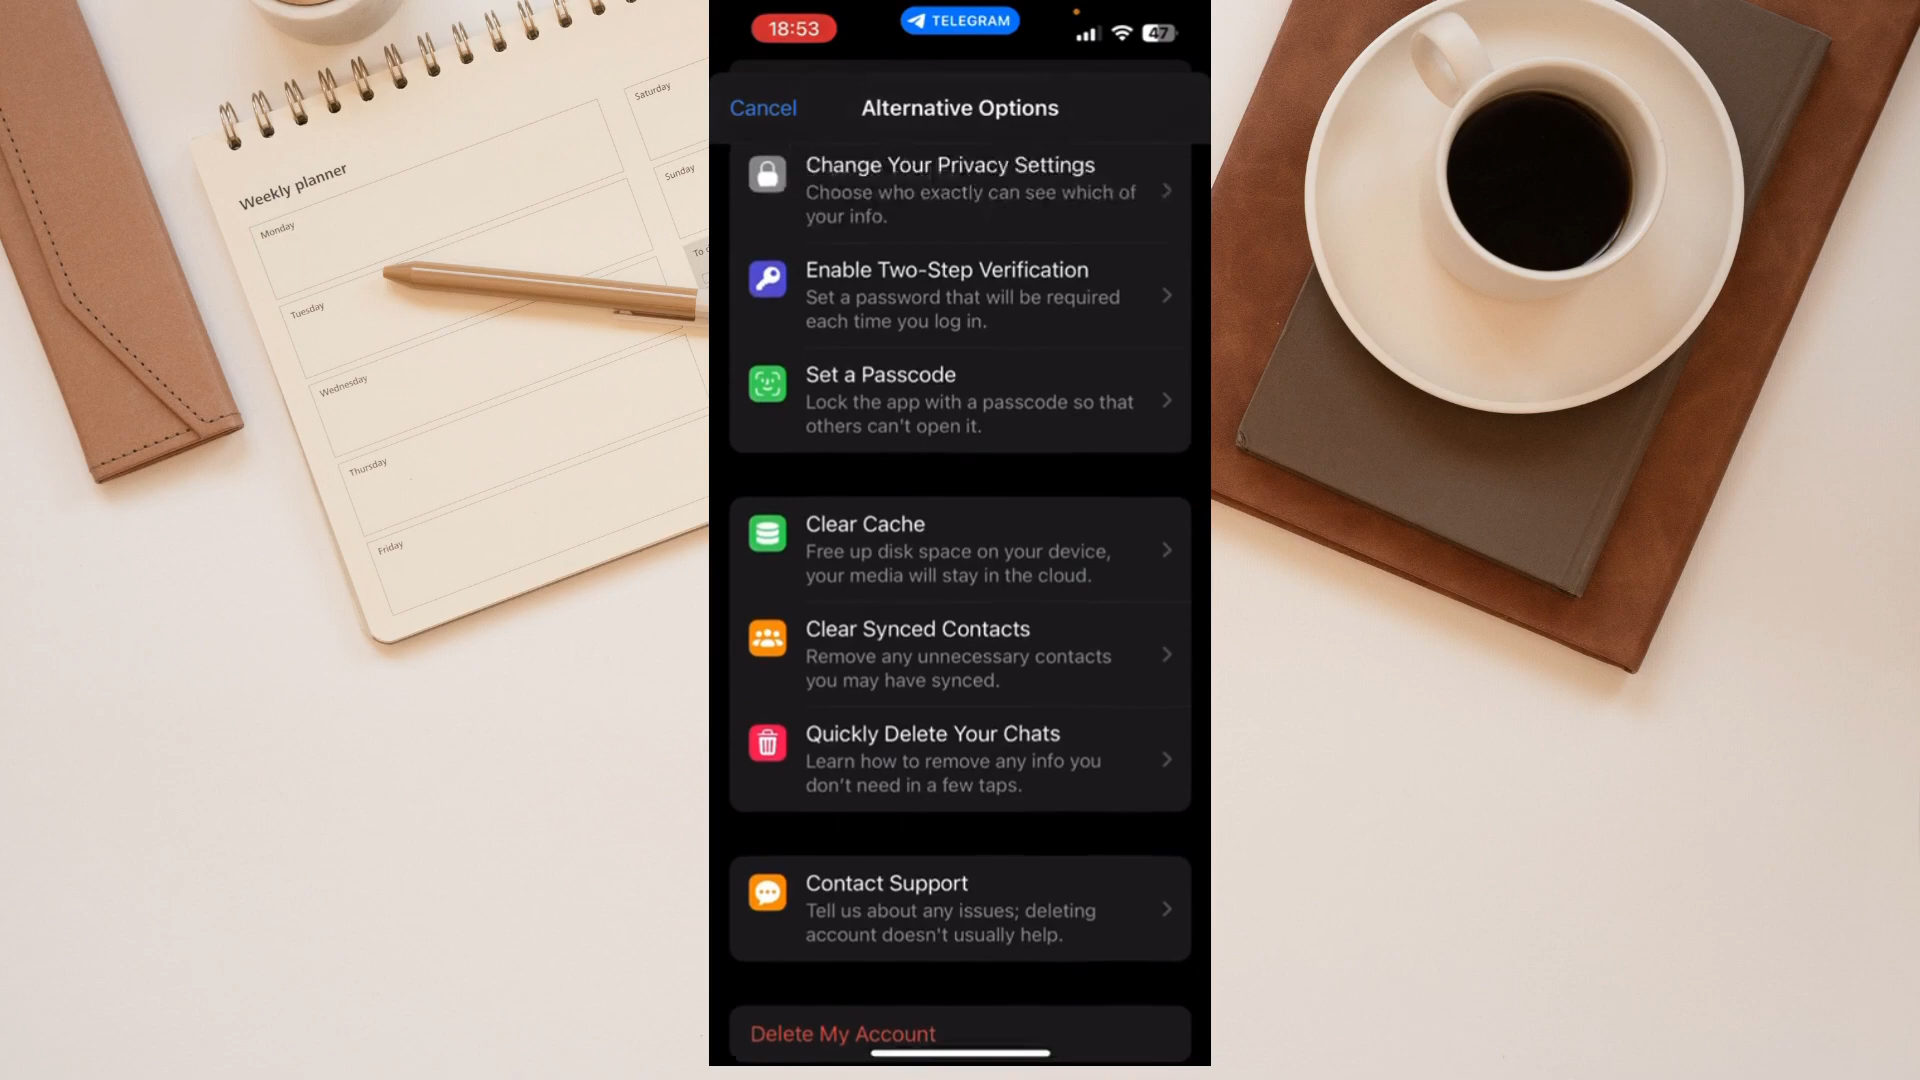 Weekly planner
Monday
Tuesday
Wednesday
Thursday
Friday
Saturday
Sunday
18:53
TELEGRAM
47
Cancel
Alternative Options
Change Your Privacy Settings
Choose who exactly can see which of
your info.
Enable Two-Step Verification
Set a password that will be required
each time you log in.
Set a Passcode
Lock the app with a passcode so that
others can't open it.
Clear Cache
Free up disk space on your device,
your media will stay in the cloud.
Clear Synced Contacts
Remove any unnecessary contacts
you may have synced.
Quickly Delete Your Chats
Learn how to remove any info you
don't need in a few taps.
Contact Support
Tell us about any issues; deleting
account doesn't usually help.
Delete My Account